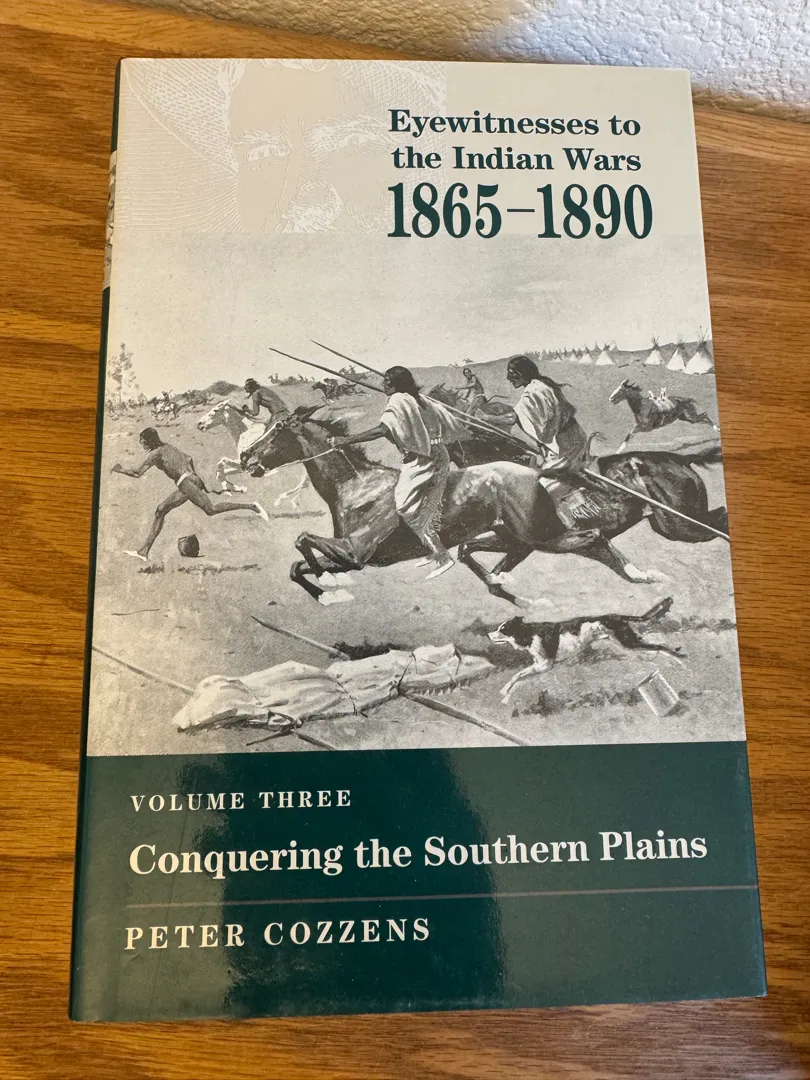 Eyewitnesses to
the Indian Wars
1865–1890
VOLUME THREE
Conquering the Southern Plains
PETER COZZENS